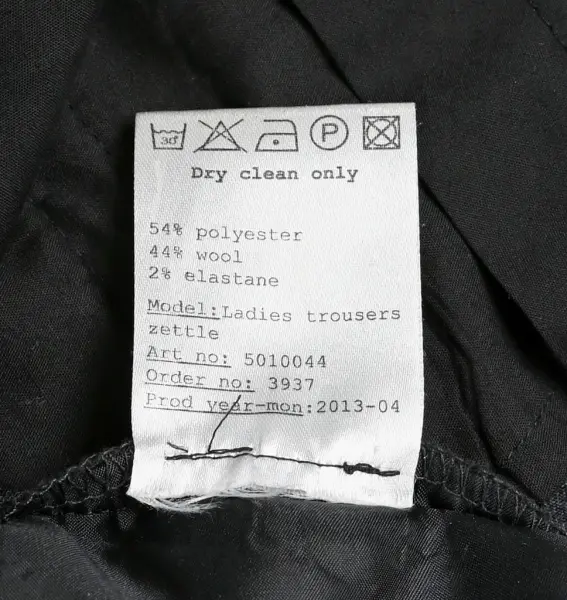 30° P
Dry clean only
54% polyester
44% wool
2% elastane
Model:Ladies trousers
zettle
Art no: 5010044
Order no: 3937
Prod year-mon:2013-04